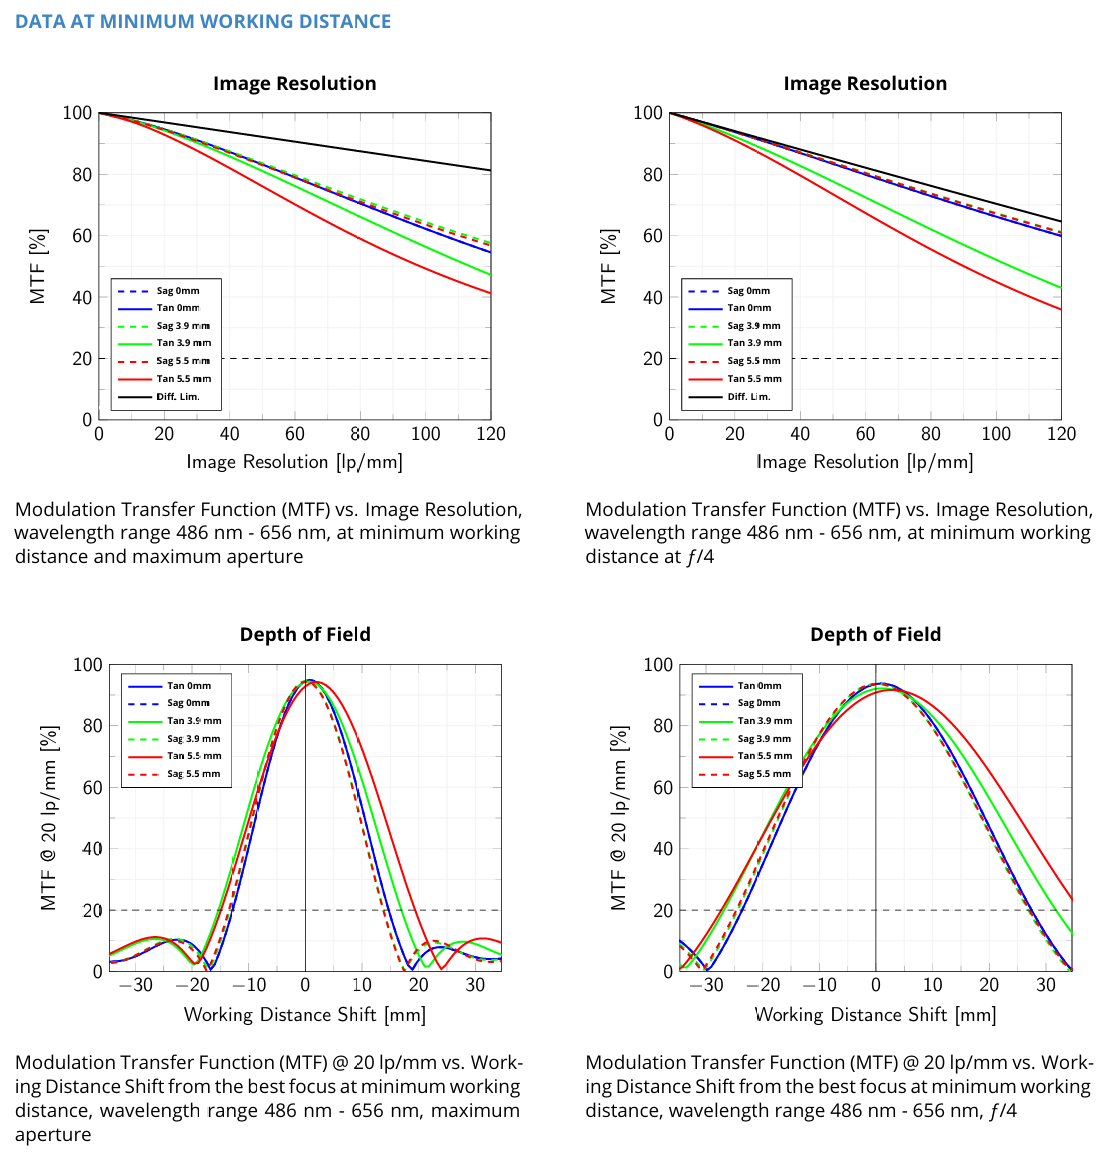 DATA AT MINIMUM WORKING DISTANCE
Image Resolution
MTF [%]
100
80
60
40
20
0
Sag 0mm
Tan 0mm
Sag 3.9 mm
Tan 3.9 mm
Sag 5.5 mm
Tan 5.5 mm
Diff. Lim.
0 20 40 60 80 100 120
Image Resolution [lp/mm]
Modulation Transfer Function (MTF) vs. Image Resolution,
wavelength range 486 nm - 656 nm, at minimum working
distance and maximum aperture
Image Resolution
MTF [%]
100
80
60
40
20
0
Sag 0mm
Tan 0mm
Sag 3.9 mm
Tan 3.9 mm
Sag 5.5 mm
Tan 5.5 mm
Diff. Lim.
0 20 40 60 80 100 120
Image Resolution [lp/mm]
Modulation Transfer Function (MTF) vs. Image Resolution,
wavelength range 486 nm - 656 nm, at minimum working
distance at ƒ/4
Depth of Field
MTF @ 20 lp/mm [%]
100
80
60
40
20
0
Tan 0mm
Sag 0mm
Tan 3.9 mm
Sag 3.9 mm
Tan 5.5 mm
Sag 5.5 mm
−30 −20 −10 0 10 20 30
Working Distance Shift [mm]
Modulation Transfer Function (MTF) @ 20 lp/mm vs. Work-
ing Distance Shift from the best focus at minimum working
distance, wavelength range 486 nm - 656 nm, maximum
aperture
Depth of Field
MTF @ 20 lp/mm [%]
100
80
60
40
20
0
Tan 0mm
Sag 0mm
Tan 3.9 mm
Sag 3.9 mm
Tan 5.5 mm
Sag 5.5 mm
−30 −20 −10 0 10 20 30
Working Distance Shift [mm]
Modulation Transfer Function (MTF) @ 20 lp/mm vs. Work-
ing Distance Shift from the best focus at minimum working
distance, wavelength range 486 nm - 656 nm, ƒ/4